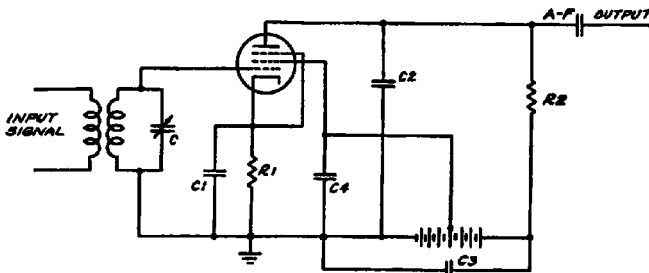 A-F OUTPUT
C2
R2
INPUT
SIGNAL
C
C1
R1
C4
C3